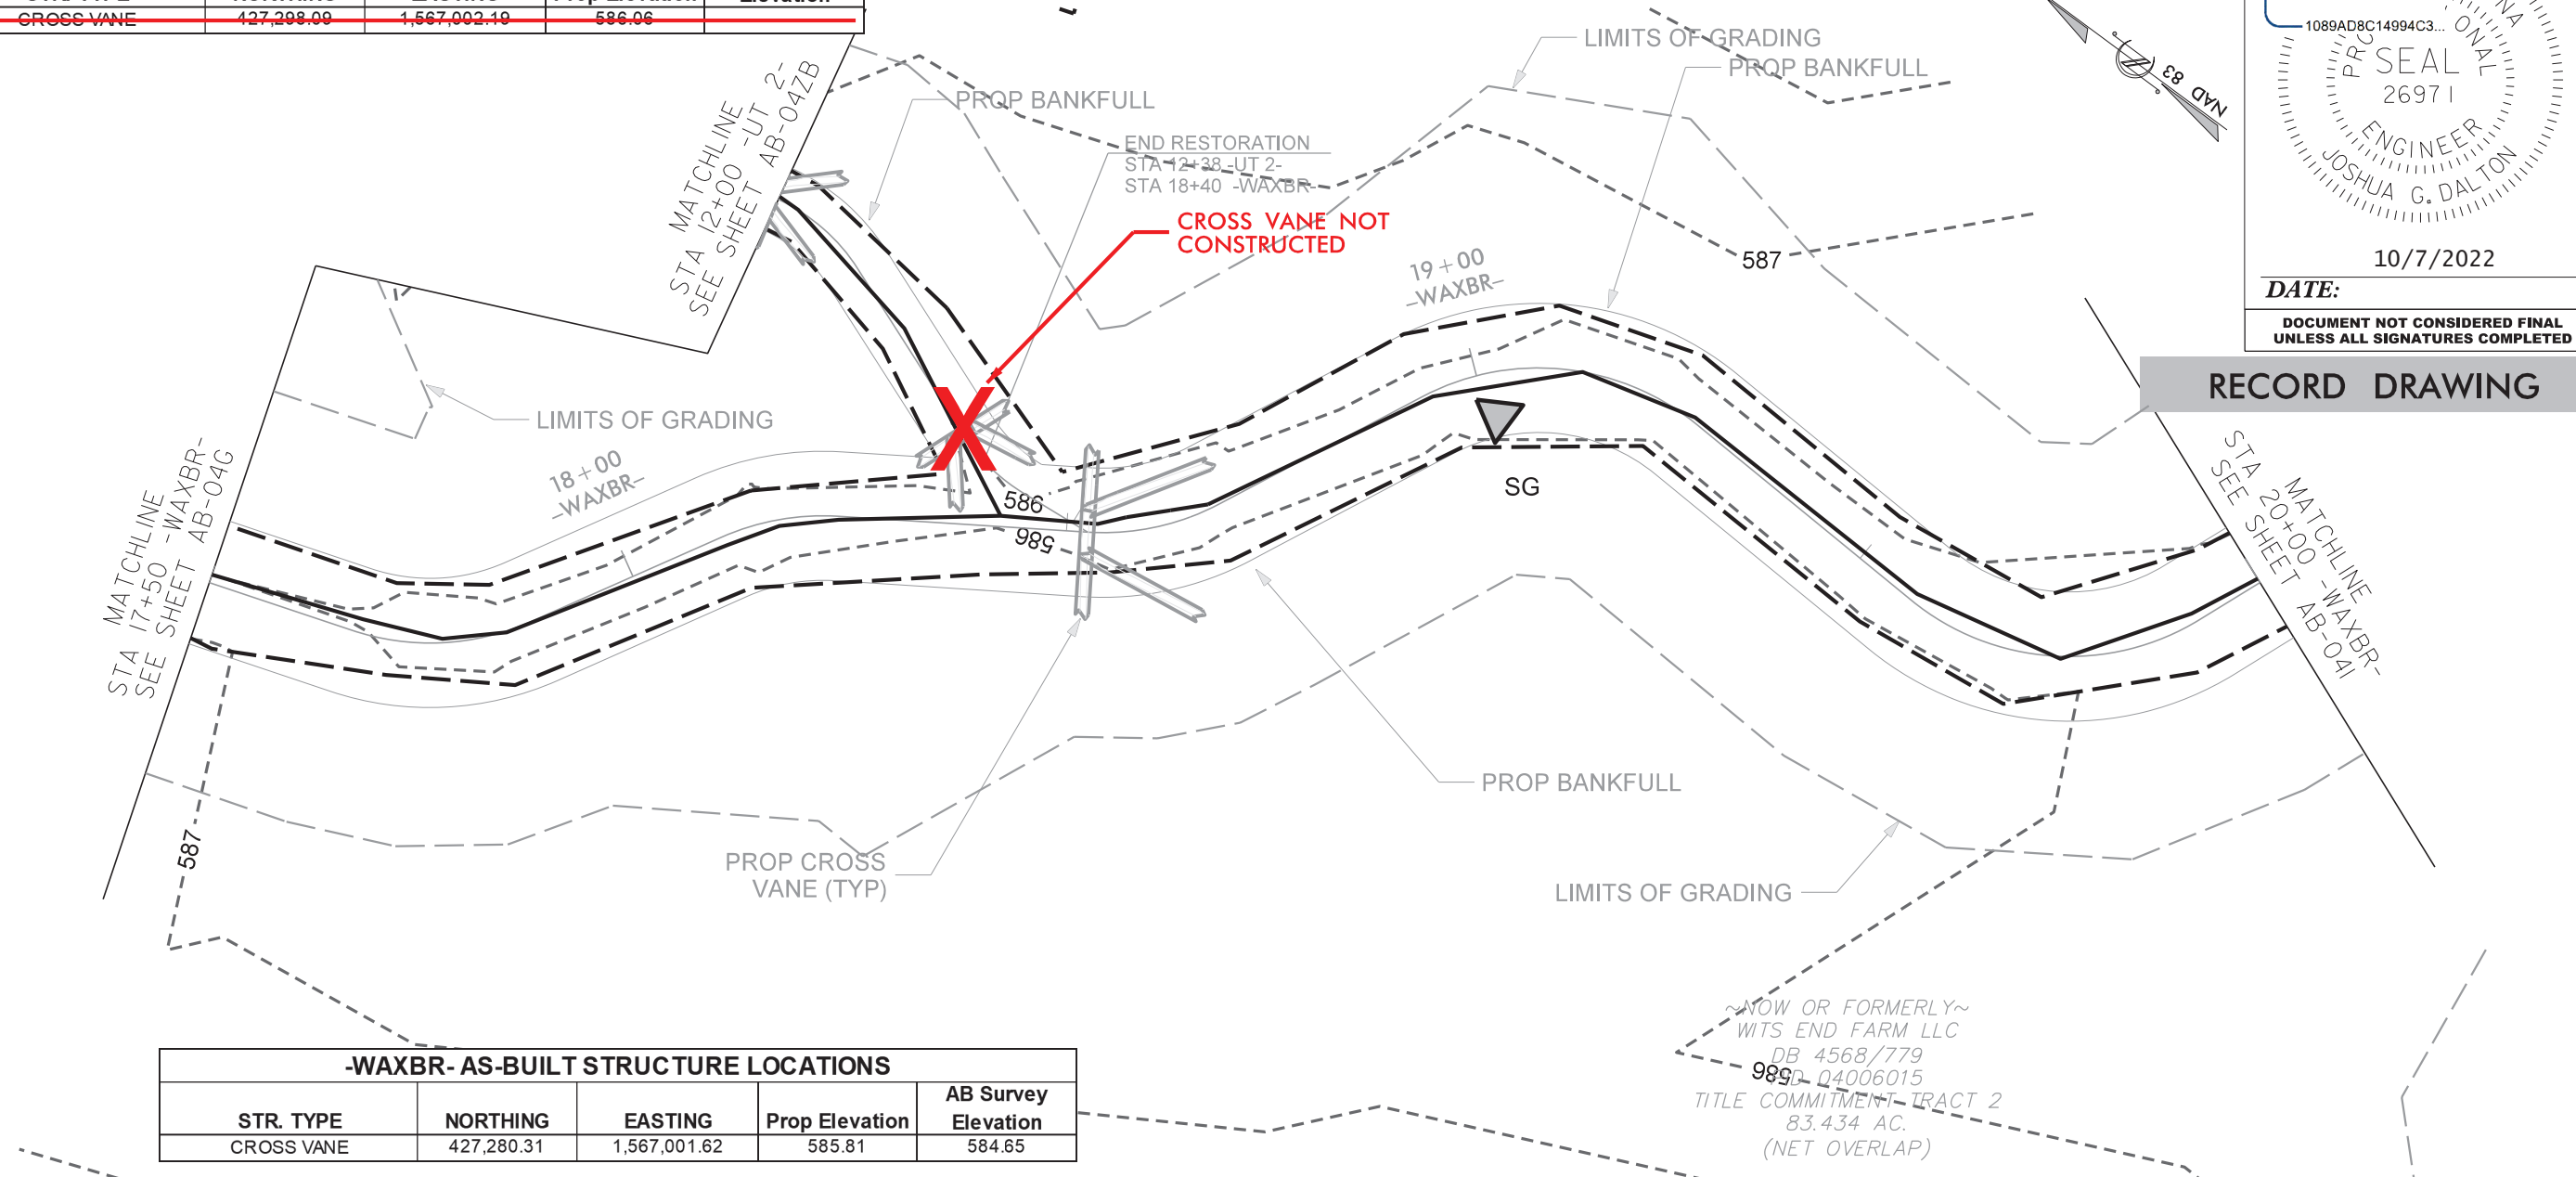 CROSS VANE 427,298.09 1,567,002.19 586.06
1089AD8C14994C3...
SEAL
26971
ENGINEER
JOSHUA G. DALTON
10/7/2022
DATE:
DOCUMENT NOT CONSIDERED FINAL
UNLESS ALL SIGNATURES COMPLETED
RECORD DRAWING
NAD 83
LIMITS OF GRADING
PROP BANKFULL
PROP BANKFULL
MATCHLINE
STA 12+00 -UT 2-
SEE SHEET AB-04ZB
END RESTORATION
STA 12+38 -UT 2-
STA 18+40 -WAXBR-
CROSS VANE NOT
CONSTRUCTED
587
19+00
-WAXBR-
LIMITS OF GRADING
18+00
-WAXBR-
MATCHLINE
STA 17+50 -WAXBR-
SEE SHEET AB-04G
586
586
SG
MATCHLINE
STA 20+00 -WAXBR-
SEE SHEET AB-04I
587
PROP BANKFULL
PROP CROSS
VANE (TYP)
LIMITS OF GRADING
~NOW OR FORMERLY~
WITS END FARM LLC
DB 4568/779
PID 04006015
586
TITLE COMMITMENT TRACT 2
83.434 AC.
(NET OVERLAP)
-WAXBR- AS-BUILT STRUCTURE LOCATIONS
STR. TYPE NORTHING EASTING Prop Elevation AB Survey Elevation
CROSS VANE 427,280.31 1,567,001.62 585.81 584.65